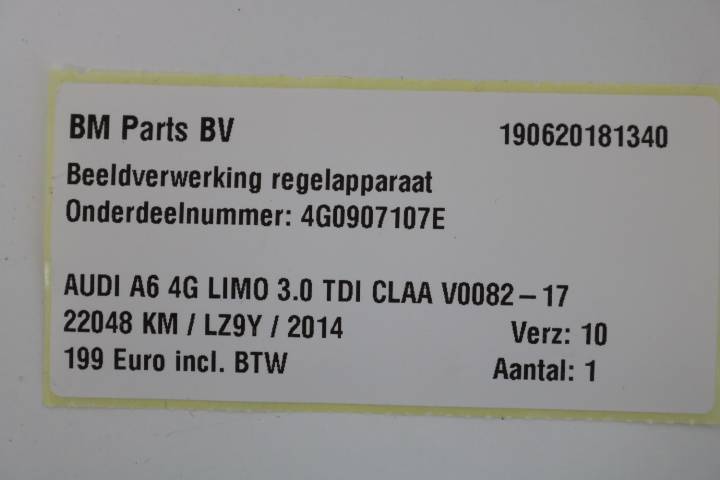 BM Parts BV 190620181340
Beeldverwerking regelapparaat
Onderdeelnummer: 4G0907107E
AUDI A6 4G LIMO 3.0 TDI CLAA V0082-17
22048 KM / LZ9Y / 2014 Verz: 10
199 Euro incl. BTW Aantal: 1